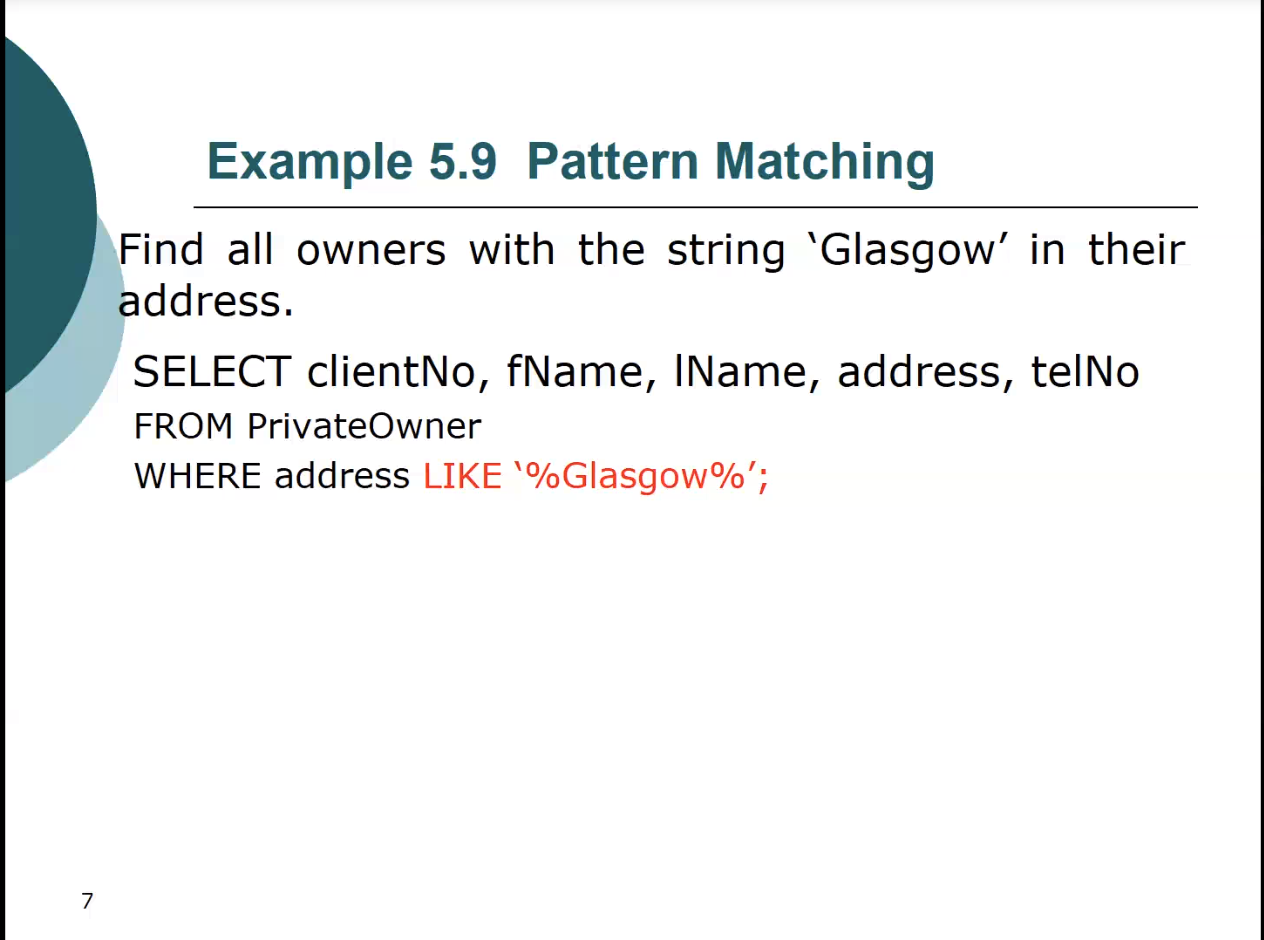 Example 5.9 Pattern Matching
Find all owners with the string ‘Glasgow’ in their
address.
SELECT clientNo, fName, lName, address, telNo
FROM PrivateOwner
WHERE address LIKE ‘%Glasgow%’;
7